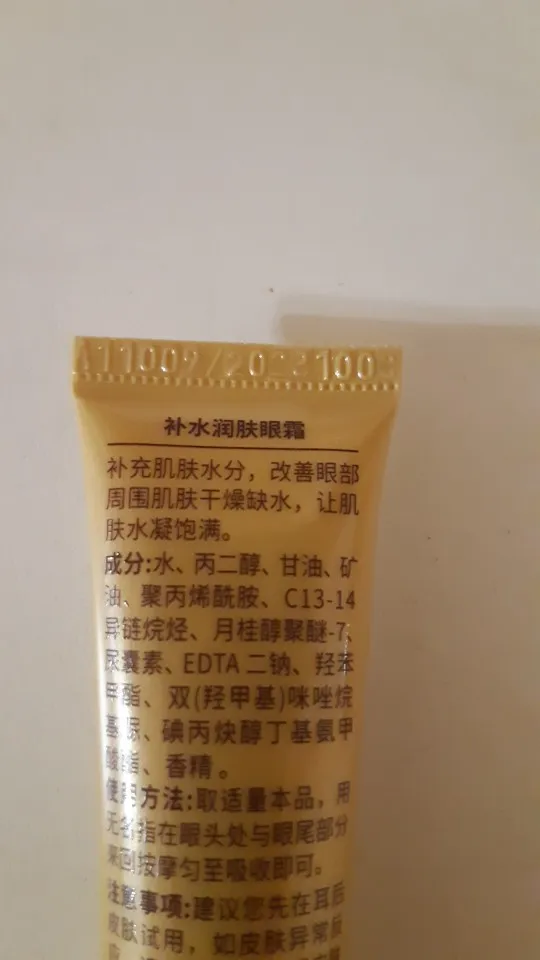 补水润肤眼霜
补充肌肤水分，改善眼部
周围肌肤干燥缺水，让肌
肤水凝饱满。
成分:水、丙二醇、甘油、矿
油、聚丙烯酰胺、C13-14
异链烷烃、月桂醇聚醚-7、
尿囊素、EDTA 二钠、羟苯
甲酯、双(羟甲基)咪唑烷
基脲、碘丙炔醇丁基氨甲
酸酯、香精。
使用方法:取适量本品，用
无名指在眼头处与眼尾部分
来回按摩匀至吸收即可。
注意事项:建议您先在耳后
皮肤试用，如皮肤异常